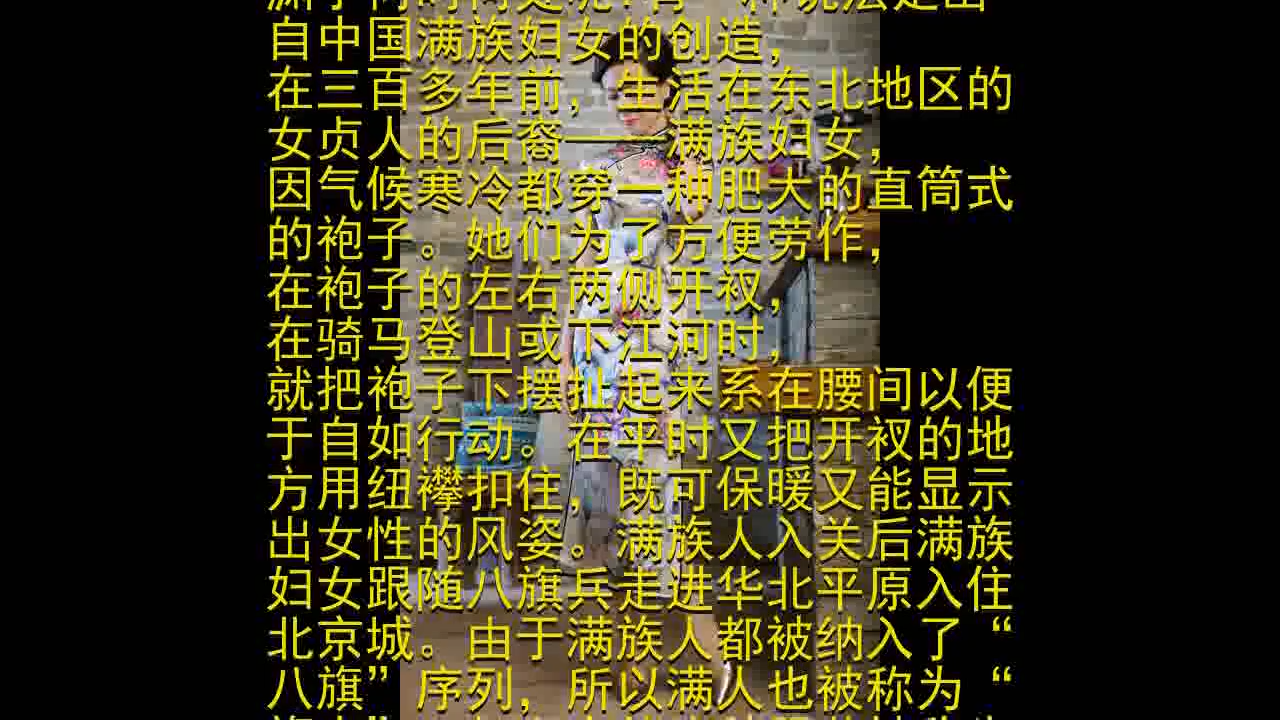 自中国满族妇女的创造，
在三百多年前，生活在东北地区的
女贞人的后裔——满族妇女，
因气候寒冷都穿一种肥大的直筒式
的袍子。她们为了方便劳作，
在袍子的左右两侧开衩，
在骑马登山或下江河时，
就把袍子下摆扯起来系在腰间以便
于自如行动。在平时又把开衩的地
方用纽襻扣住，既可保暖又能显示
出女性的风姿。满族人入关后满族
妇女跟随八旗兵走进华北平原入住
北京城。由于满族人都被纳入了“
八旗”序列，所以满人也被称为“